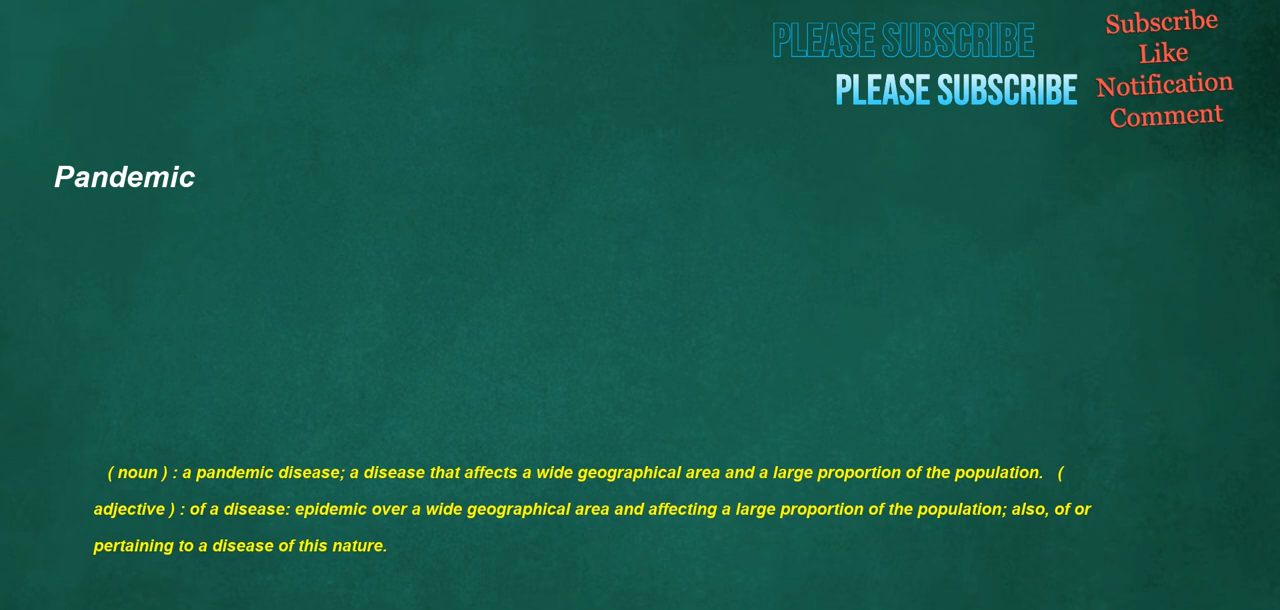 PLEASE SUBSCRIBE
PLEASE SUBSCRIBE
Subscribe
Like
Notification
Comment
Pandemic
( noun ) : a pandemic disease; a disease that affects a wide geographical area and a large proportion of the population. (
adjective ) : of a disease: epidemic over a wide geographical area and affecting a large proportion of the population; also, of or
pertaining to a disease of this nature.